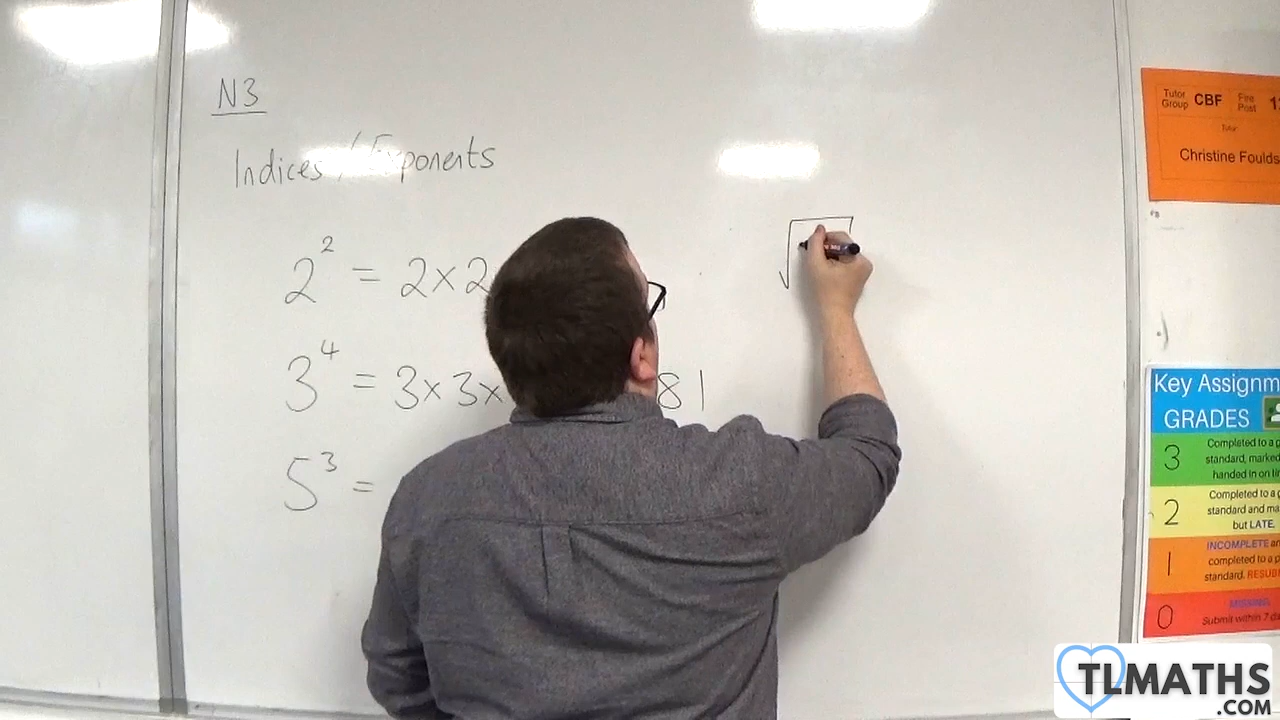 N3
Indices / Exponents
2² = 2×2
3⁴ = 3×3× 81
5³ =
√
Tutor Group CBF Fire Post
Tutor
Christine Foulds
Key Assignm
GRADES
3 Completed to a g
standard, marked
handed in on ti
2 Completed to a g
standard and ma
but LATE.
1 INCOMPLETE an
completed to a p
standard. RESUB
0 MISSING
Submit within 7 da
TLMATHS
.COM